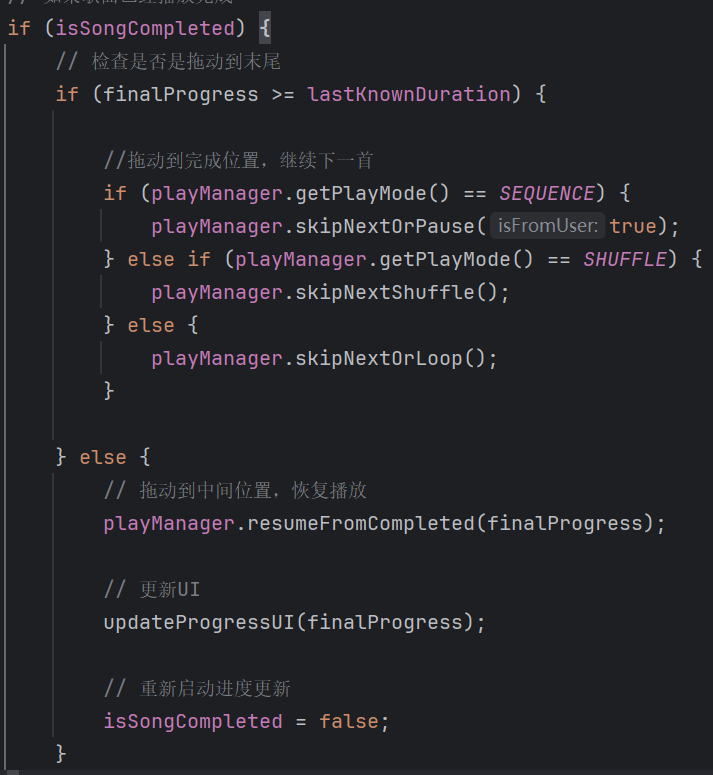 if (isSongCompleted) {
// 检查是否是拖动到末尾
if (finalProgress >= lastKnownDuration) {
//拖动到完成位置，继续下一首
if (playManager.getPlayMode() == SEQUENCE) {
playManager.skipNextOrPause( isFromUser: true);
} else if (playManager.getPlayMode() == SHUFFLE) {
playManager.skipNextShuffle();
} else {
playManager.skipNextOrLoop();
}
} else {
// 拖动到中间位置，恢复播放
playManager.resumeFromCompleted(finalProgress);
// 更新UI
updateProgressUI(finalProgress);
// 重新启动进度更新
isSongCompleted = false;
}